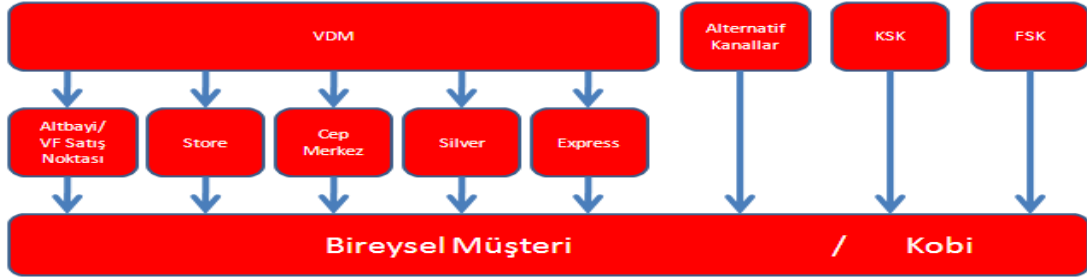 VDM
Alternatif
Kanallar
KSK
FSK
Altbayi/
VF Satış
Noktası
Store
Cep
Merkez
Silver
Express
Bireysel Müşteri / Kobi